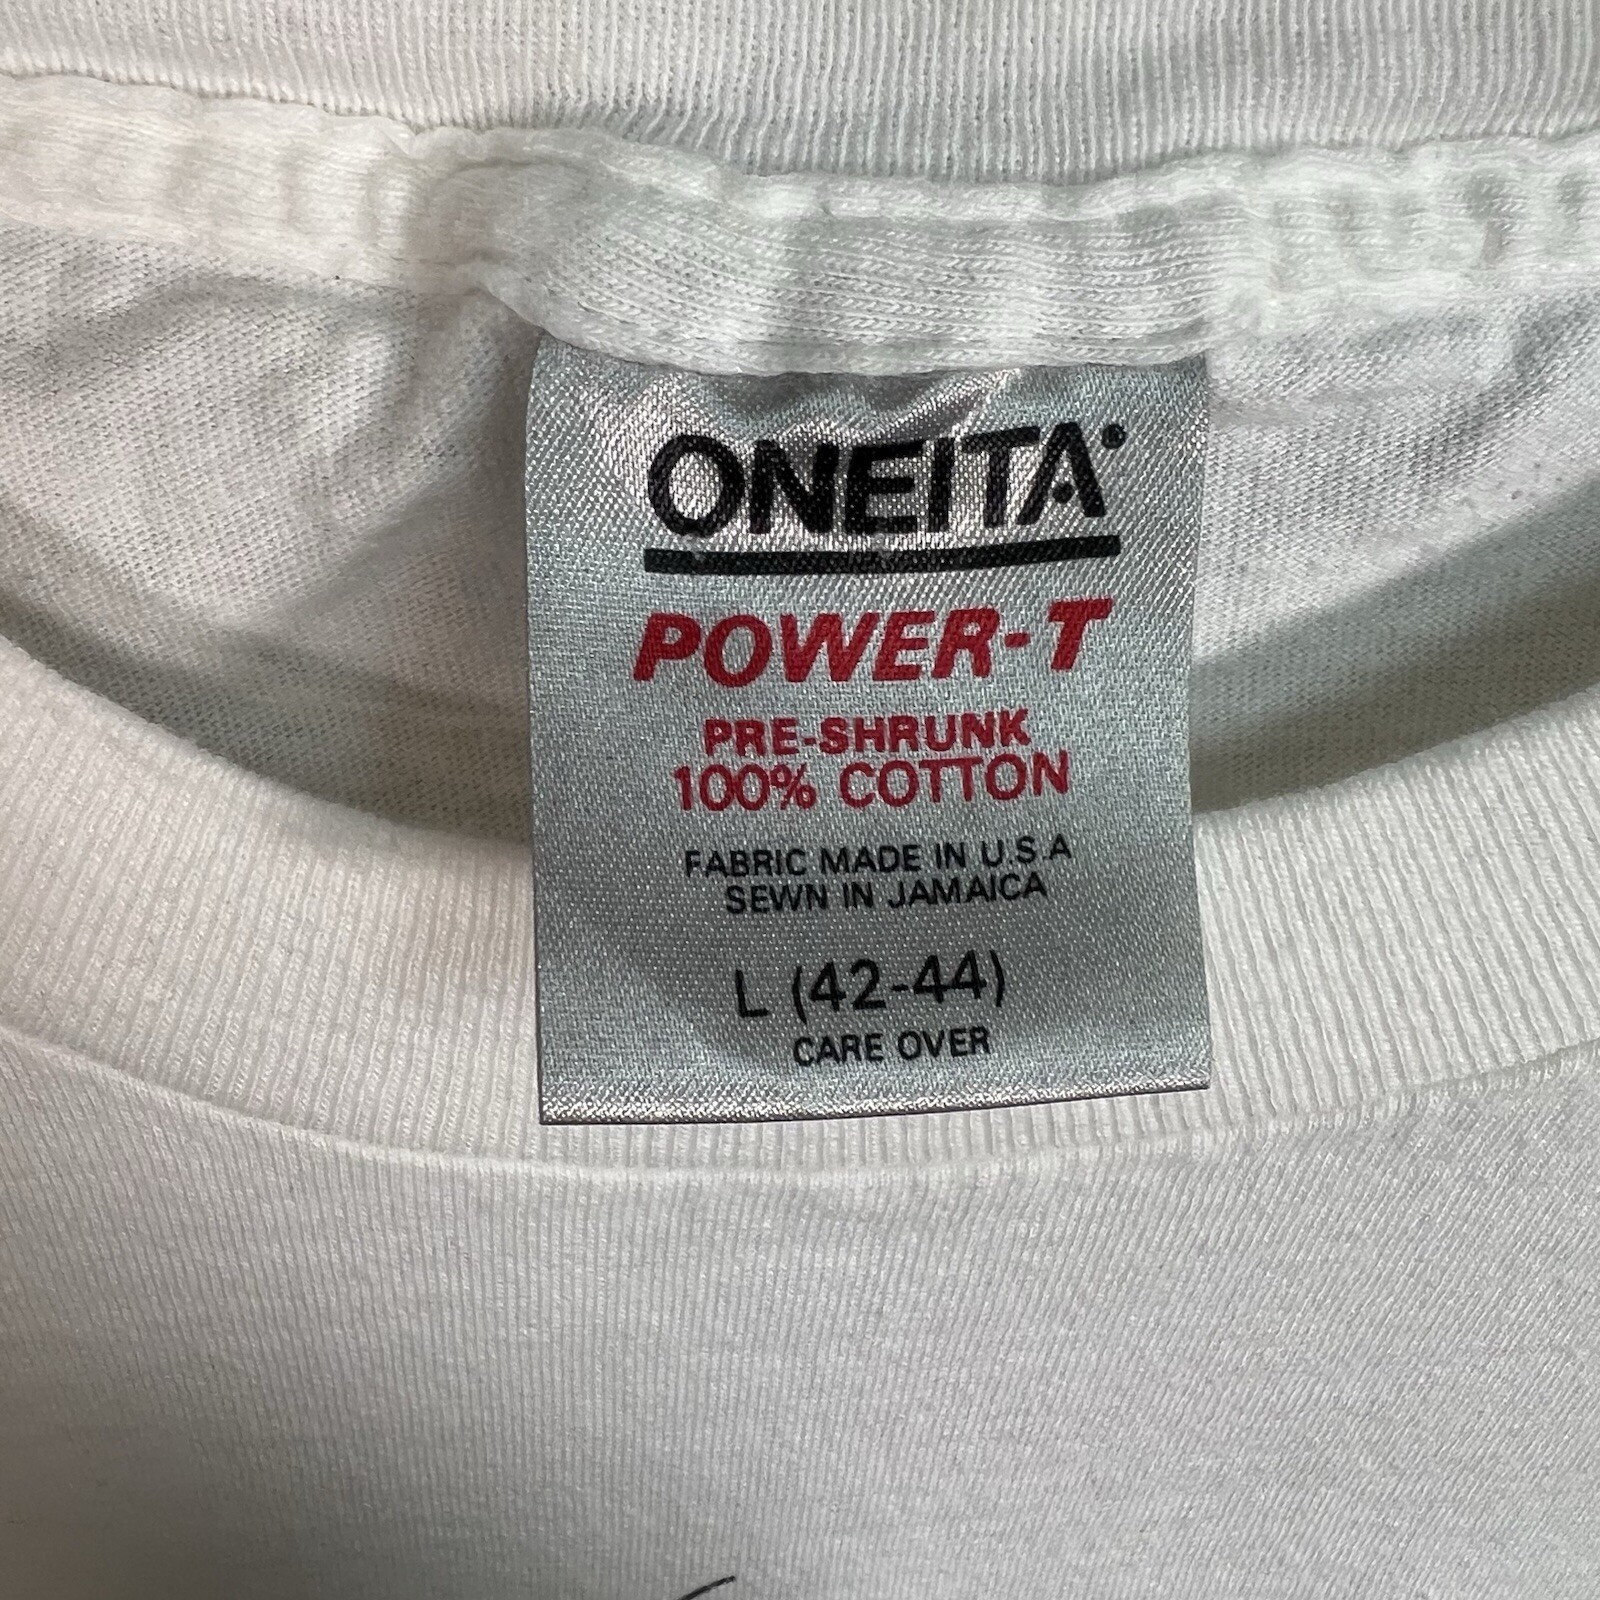 ONEITA®
POWER-T
PRE-SHRUNK
100% COTTON
FABRIC MADE IN U.S.A
SEWN IN JAMAICA
L (42-44)
CARE OVER